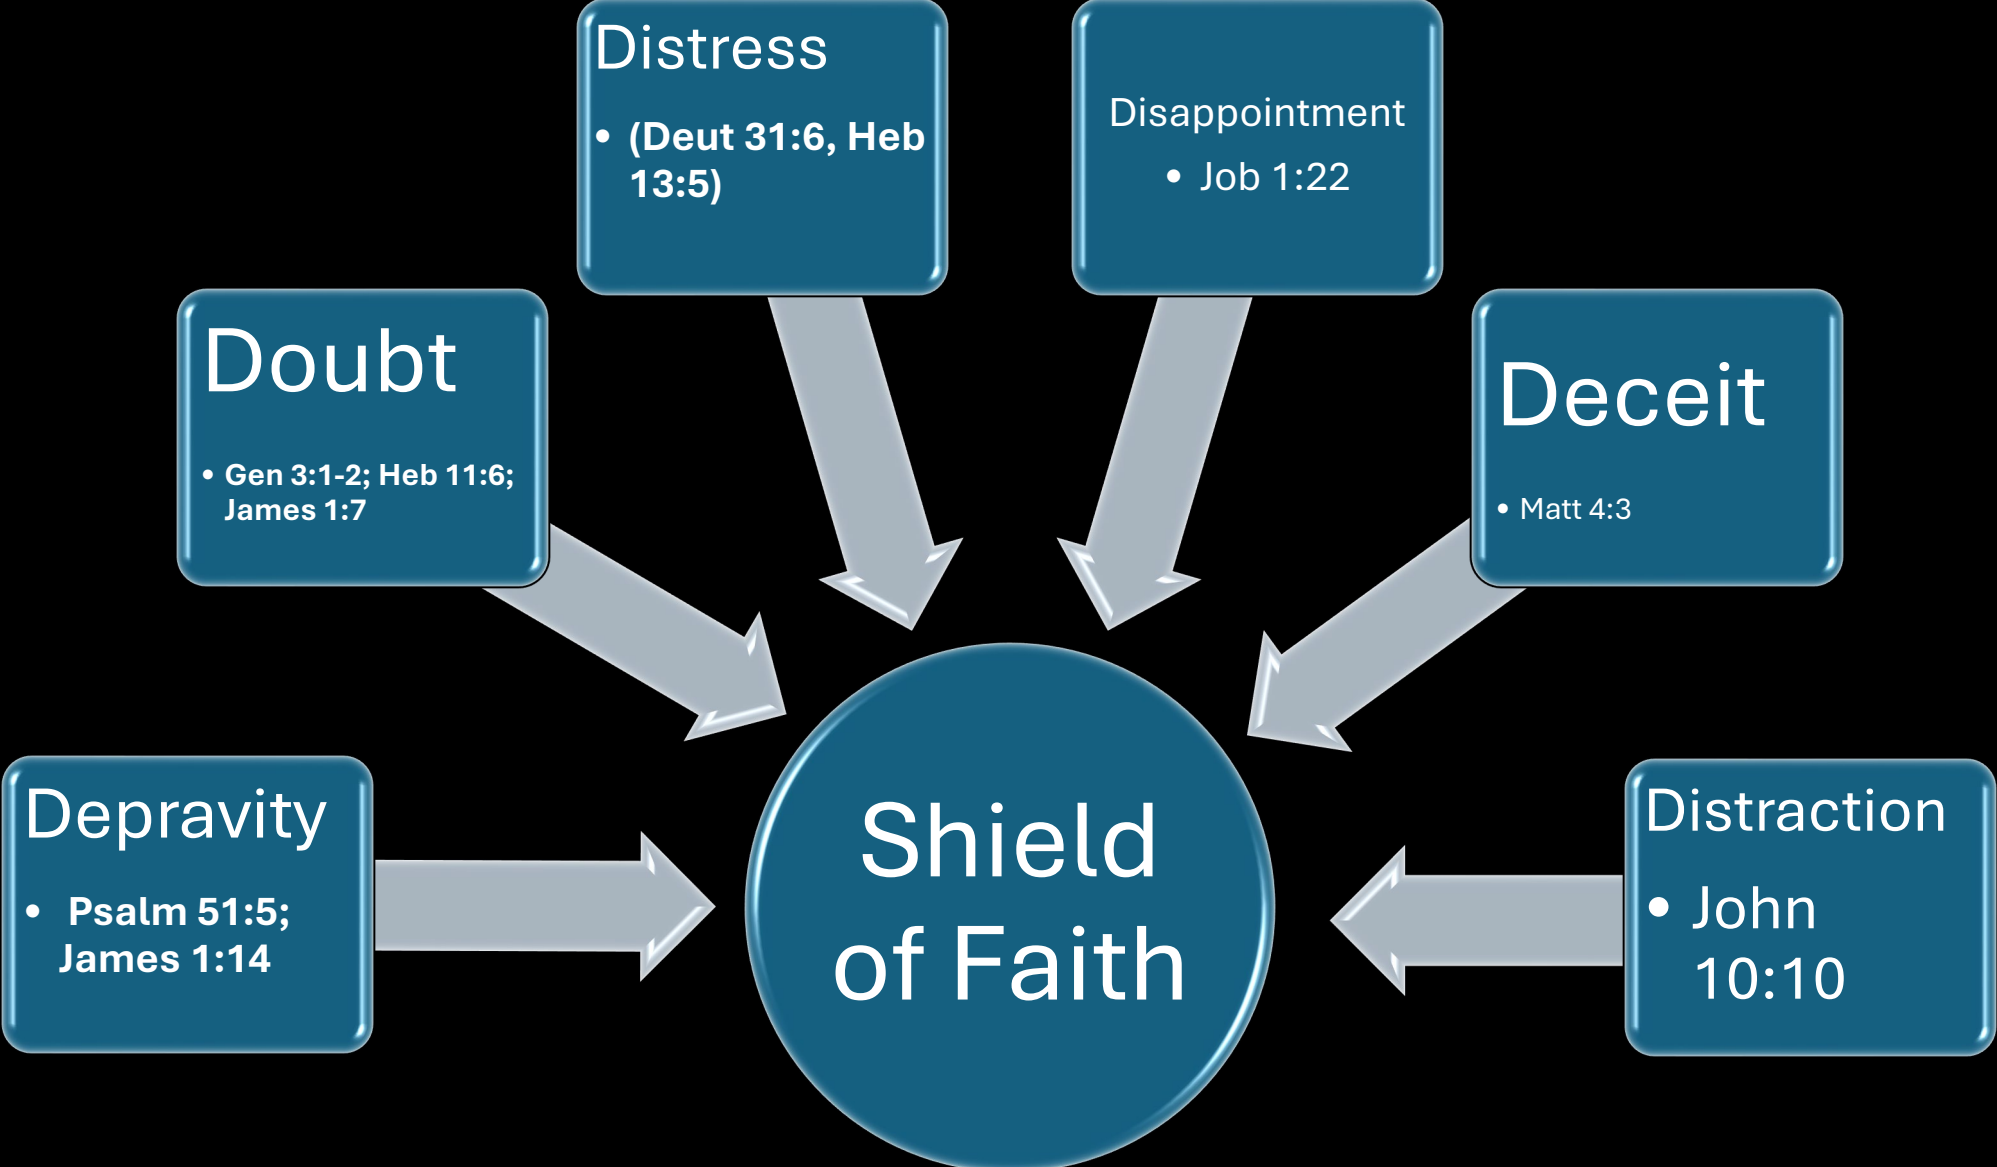 Distress
• (Deut 31:6, Heb
13:5)
Disappointment
• Job 1:22
Doubt
• Gen 3:1-2; Heb 11:6;
James 1:7
Deceit
• Matt 4:3
Depravity
• Psalm 51:5;
James 1:14
Shield
of Faith
Distraction
• John
10:10